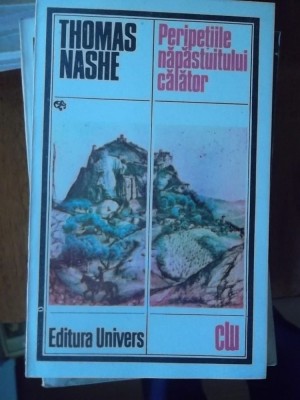 THOMAS
NASHE
Peripețiile
năpăstuitului
călător
Editura Univers
clu